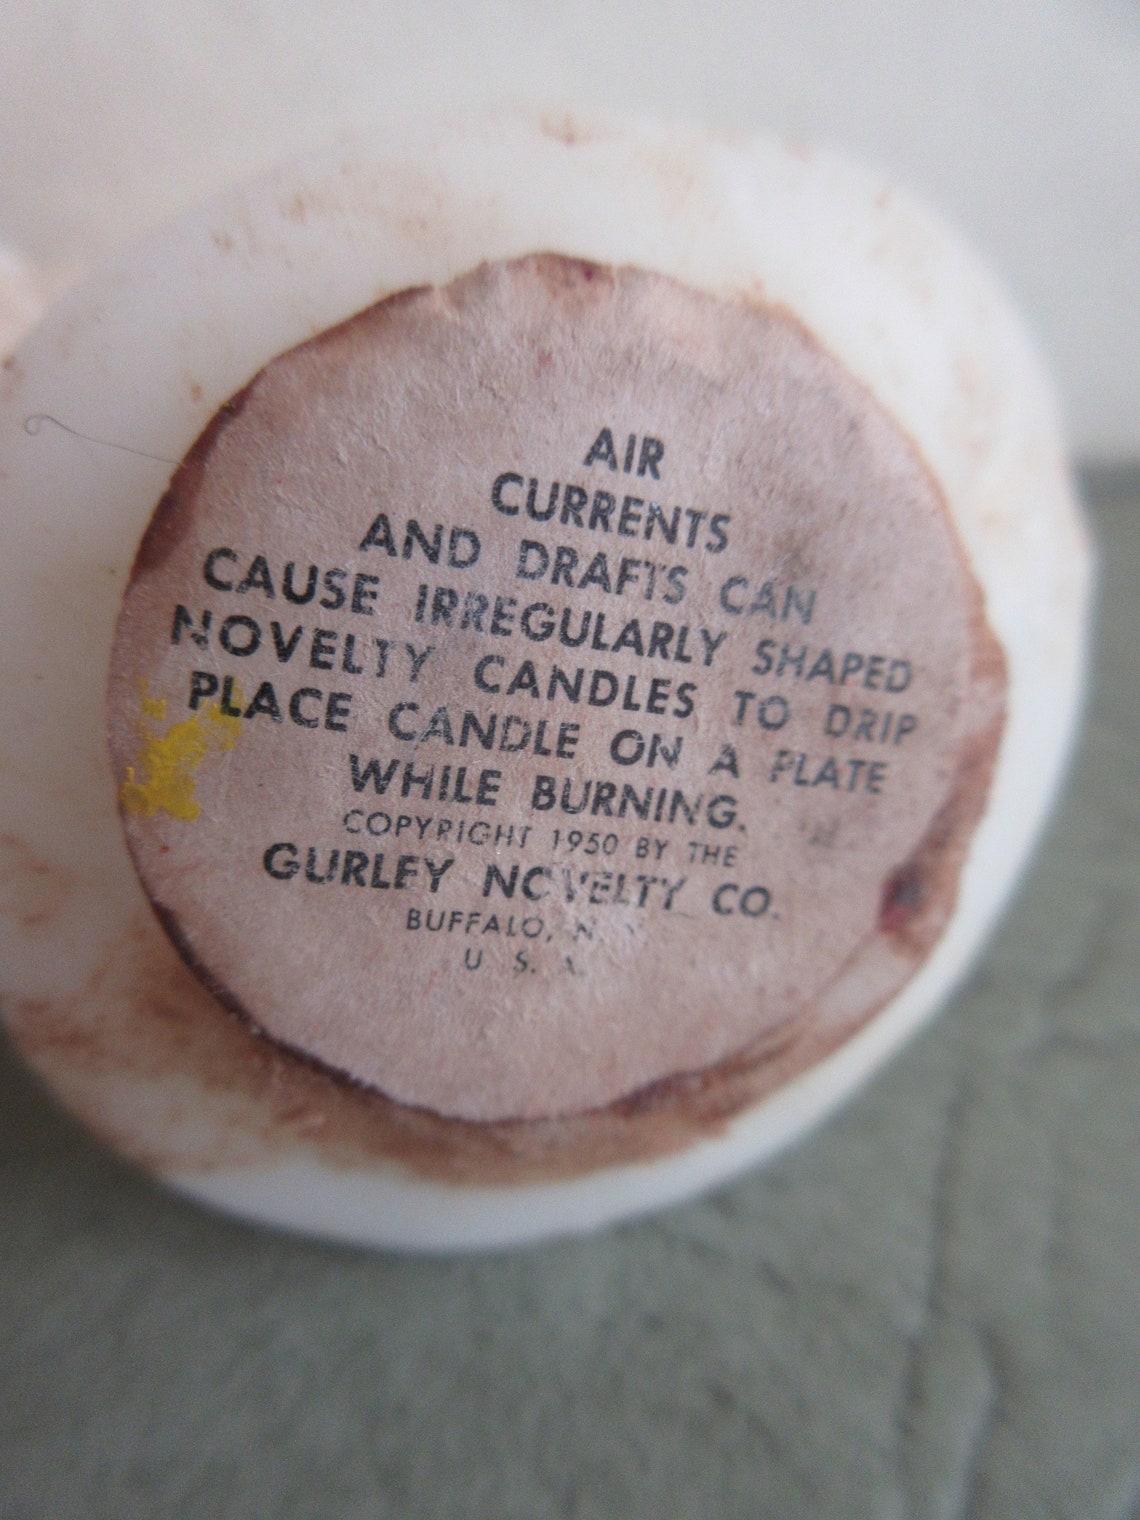 AIR
CURRENTS
AND DRAFTS CAN
CAUSE IRREGULARLY SHAPED
NOVELTY CANDLES TO DRIP
PLACE CANDLE ON A PLATE
WHILE BURNING.
COPYRIGHT 1950 BY THE
GURLEY NOVELTY CO.
BUFFALO, N. Y.
U. S. A.